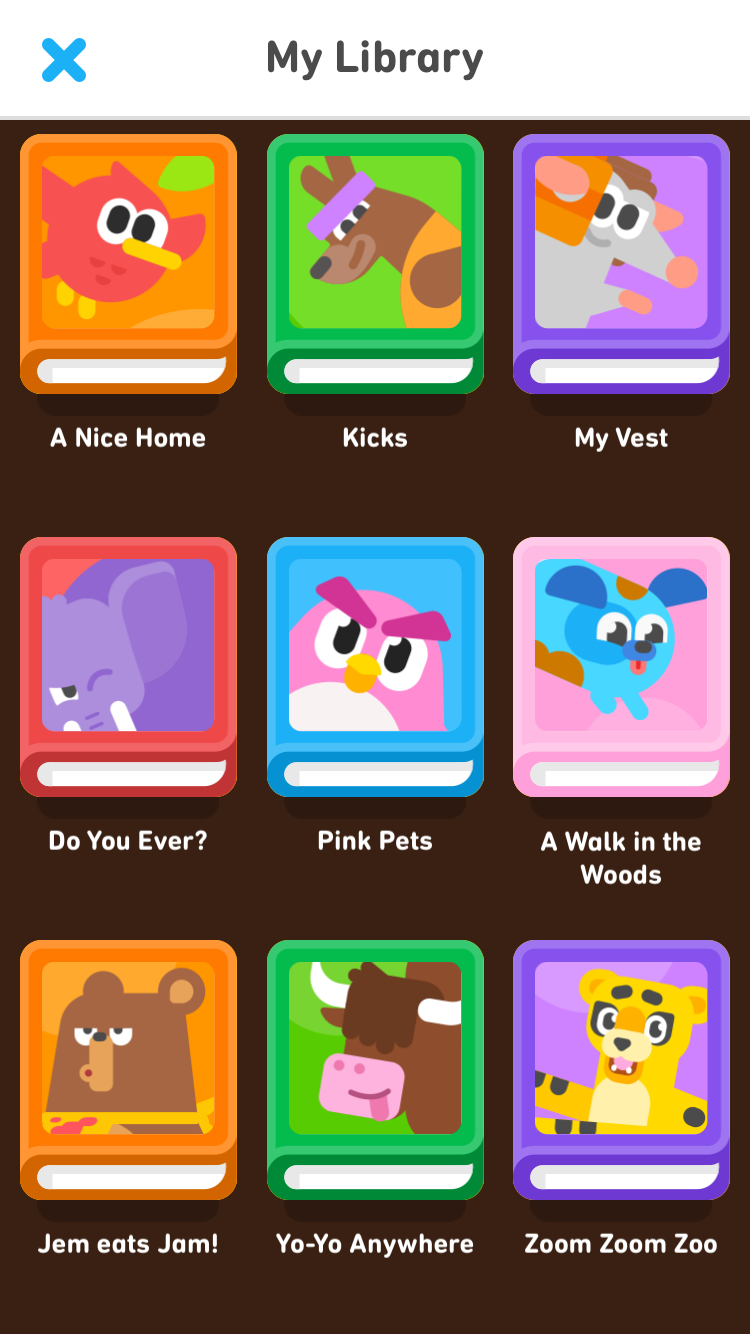 My Library
A Nice Home
Kicks
My Vest
Do You Ever?
Pink Pets
A Walk in the
Woods
Jem eats Jam!
Yo-Yo Anywhere
Zoom Zoom Zoo